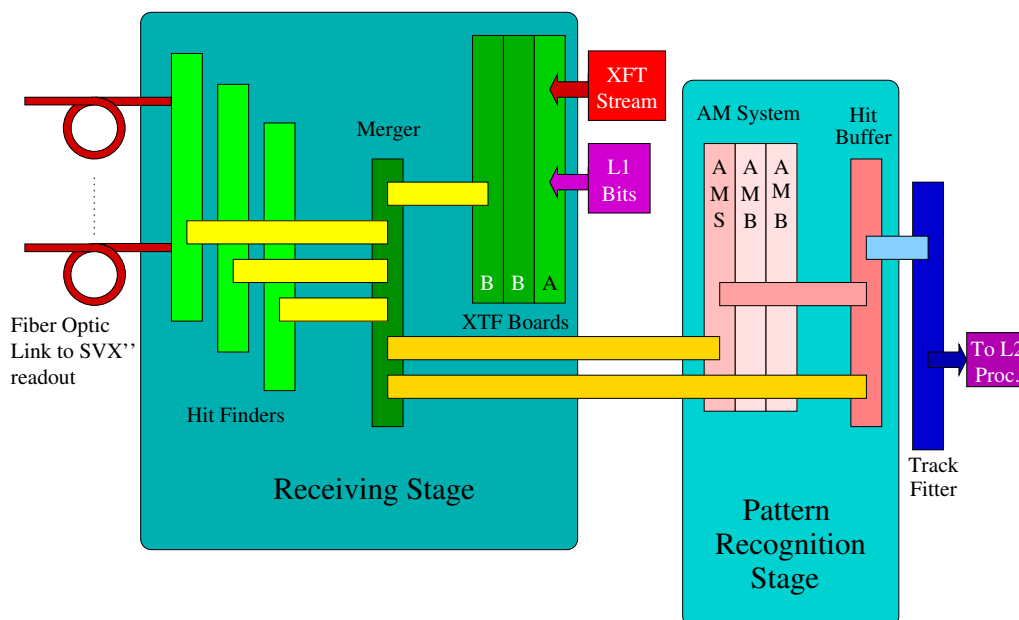 XFT
Stream
Merger
L1
Bits
AM System
Hit
Buffer
A
M
S
A
M
B
A
M
B
B
B
A
XTF Boards
Fiber Optic
Link to SVX’’
readout
Hit Finders
To L2
Proc.
Track
Fitter
Receiving Stage
Pattern
Recognition
Stage